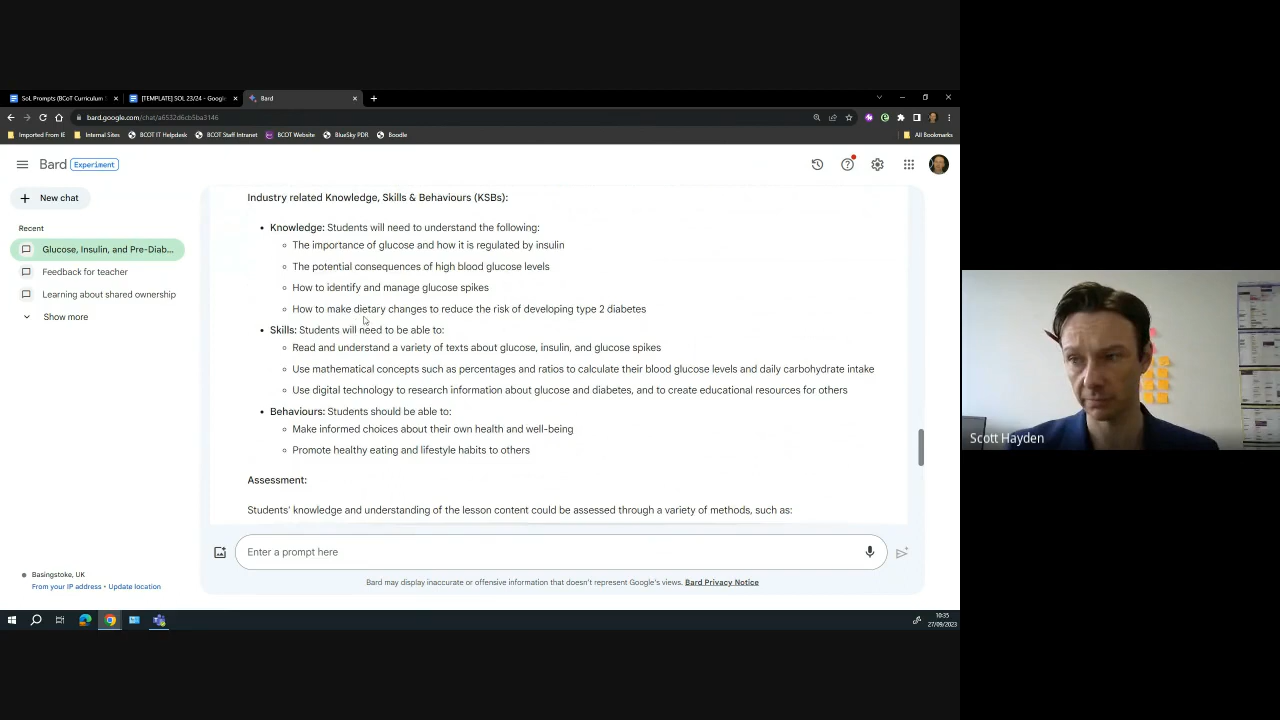 SoL Prompts (BCoT Curriculum
[TEMPLATE] SOL 23/24 - Google
Bard
bard.google.com/chat/a6532d6cb5ba3146
Imported From IE
Internal Sites
BCOT IT Helpdesk
BCOT Staff Intranet
BCOT Website
BlueSky PDR
Boodle
All Bookmarks
Bard Experiment
New chat
Recent
Glucose, Insulin, and Pre-Diab...
Feedback for teacher
Learning about shared ownership
Show more
Basingstoke, UK
From your IP address • Update location
Industry related Knowledge, Skills & Behaviours (KSBs):
Knowledge: Students will need to understand the following:
The importance of glucose and how it is regulated by insulin
The potential consequences of high blood glucose levels
How to identify and manage glucose spikes
How to make dietary changes to reduce the risk of developing type 2 diabetes
Skills: Students will need to be able to:
Read and understand a variety of texts about glucose, insulin, and glucose spikes
Use mathematical concepts such as percentages and ratios to calculate their blood glucose levels and daily carbohydrate intake
Use digital technology to research information about glucose and diabetes, and to create educational resources for others
Behaviours: Students should be able to:
Make informed choices about their own health and well-being
Promote healthy eating and lifestyle habits to others
Assessment:
Students' knowledge and understanding of the lesson content could be assessed through a variety of methods, such as:
Enter a prompt here
Bard may display inaccurate or offensive information that doesn't represent Google's views. Bard Privacy Notice
10:35
27/09/2023
Scott Hayden